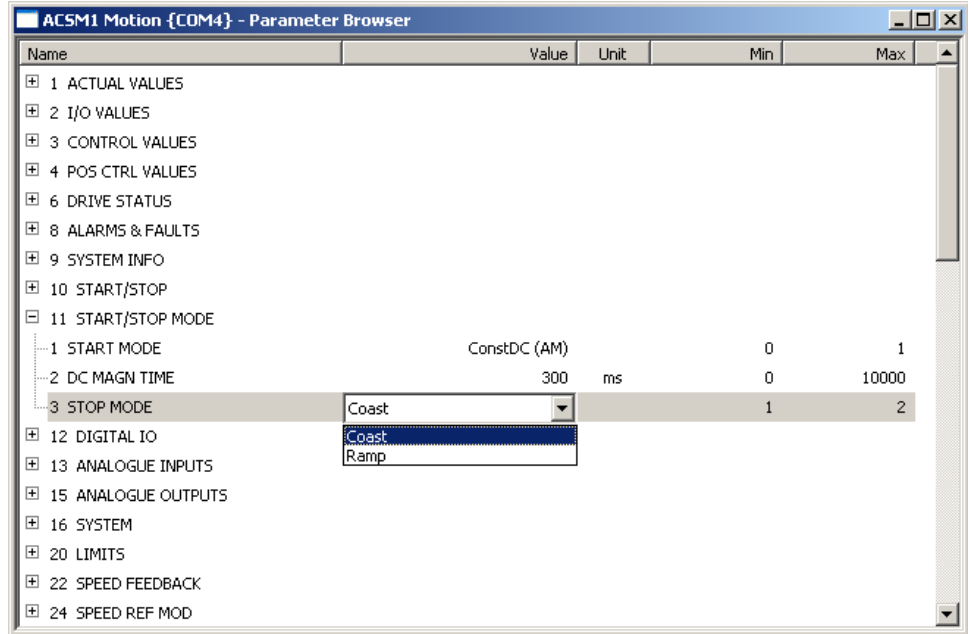 ACSM1 Motion {COM4} - Parameter Browser
Name Value Unit Min Max
1 ACTUAL VALUES
2 I/O VALUES
3 CONTROL VALUES
4 POS CTRL VALUES
6 DRIVE STATUS
8 ALARMS & FAULTS
9 SYSTEM INFO
10 START/STOP
11 START/STOP MODE
1 START MODE ConstDC (AM) 0 1
2 DC MAGN TIME 300 ms 0 10000
3 STOP MODE Coast 1 2
12 DIGITAL IO Coast
Ramp
13 ANALOGUE INPUTS
15 ANALOGUE OUTPUTS
16 SYSTEM
20 LIMITS
22 SPEED FEEDBACK
24 SPEED REF MOD